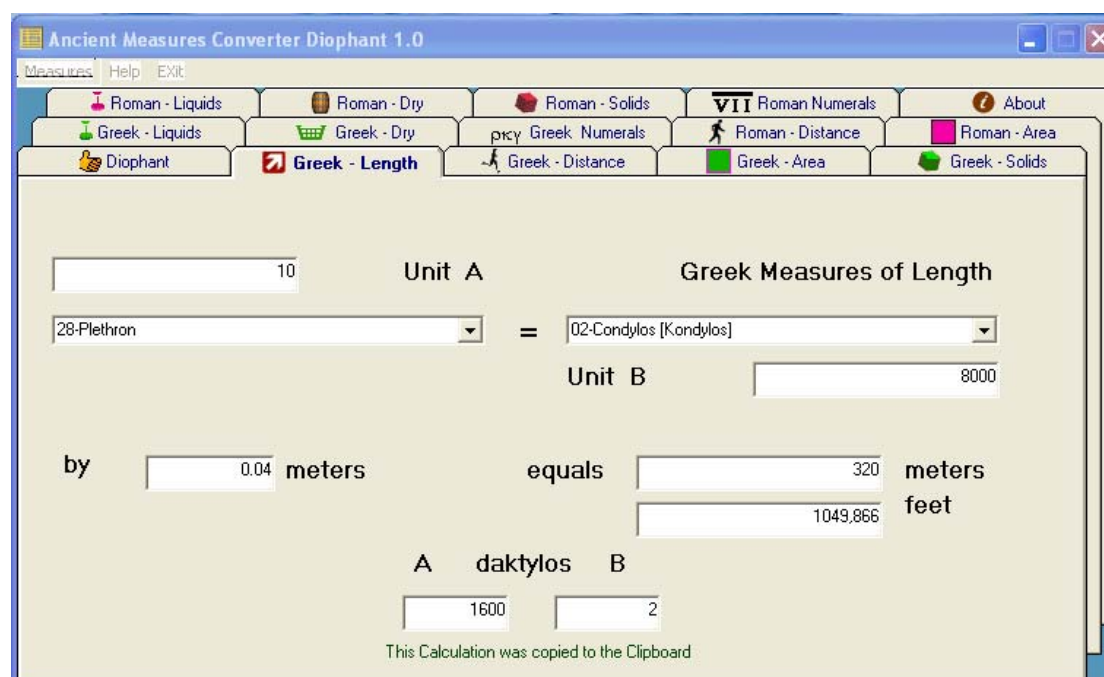 Ancient Measures Converter Diophant 1.0
Measures Help EXit
Roman - Liquids Roman - Dry Roman - Solids VII Roman Numerals About
Greek - Liquids Greek - Dry ρκγ Greek Numerals Roman - Distance Roman - Area
Diophant Greek - Length Greek - Distance Greek - Area Greek - Solids
10 Unit A Greek Measures of Length
28-Plethron = 02-Condylos [Kondylos]
Unit B 8000
by 0.04 meters equals 320 meters
1049,866 feet
A daktylos B
1600 2
This Calculation was copied to the Clipboard